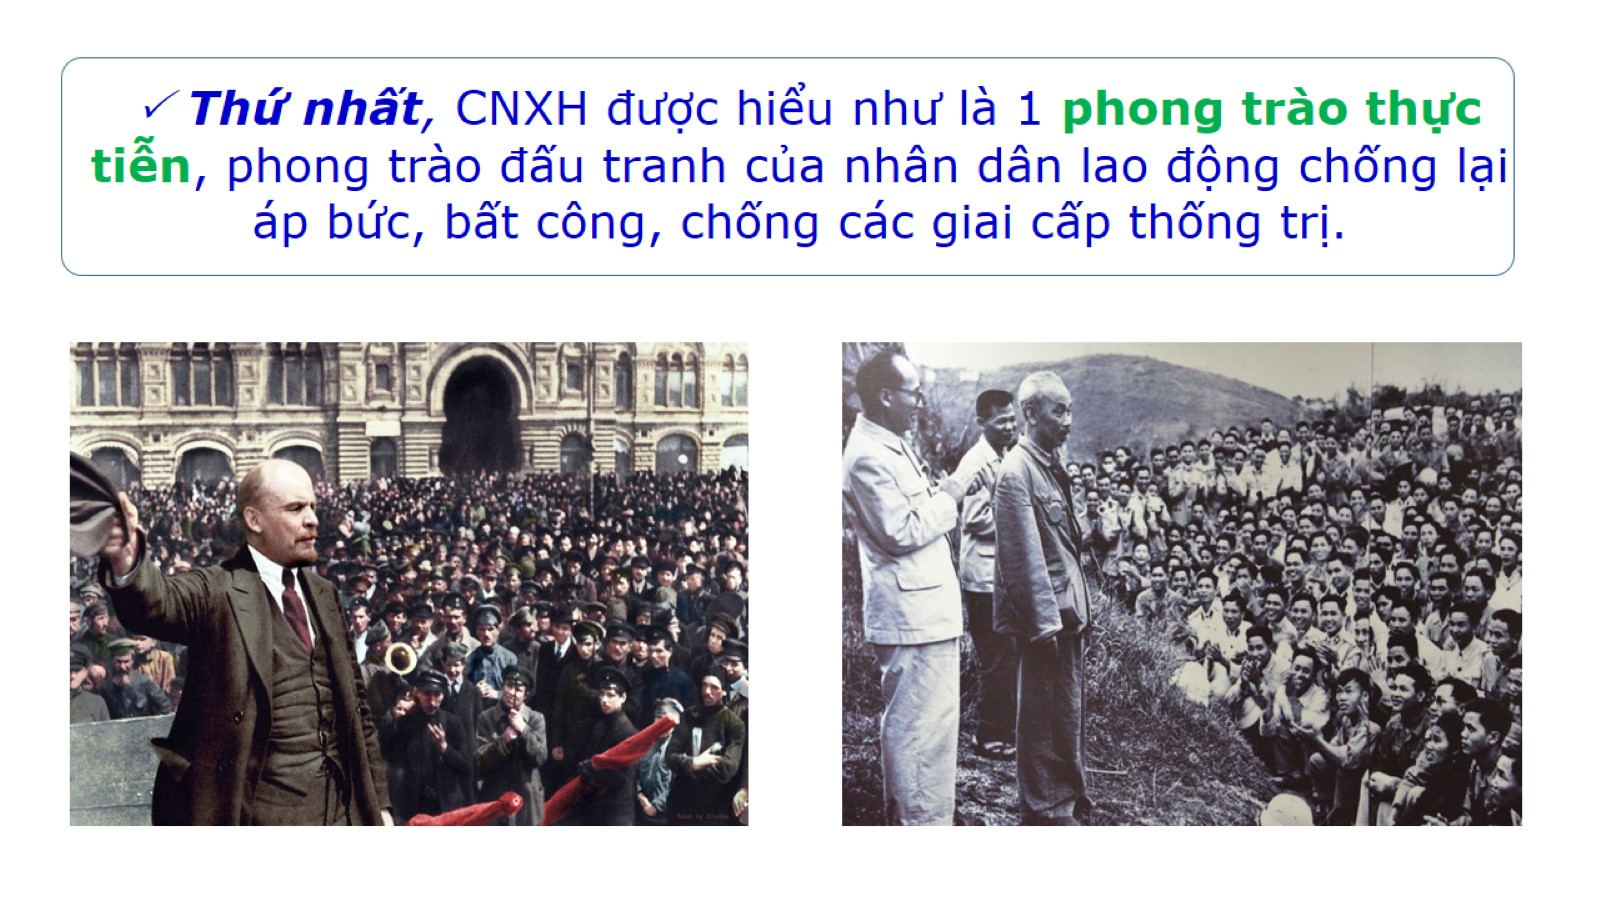 ✓ Thứ nhất, CNXH được hiểu như là 1 phong trào thực
tiễn, phong trào đấu tranh của nhân dân lao động chống lại
áp bức, bất công, chống các giai cấp thống trị.